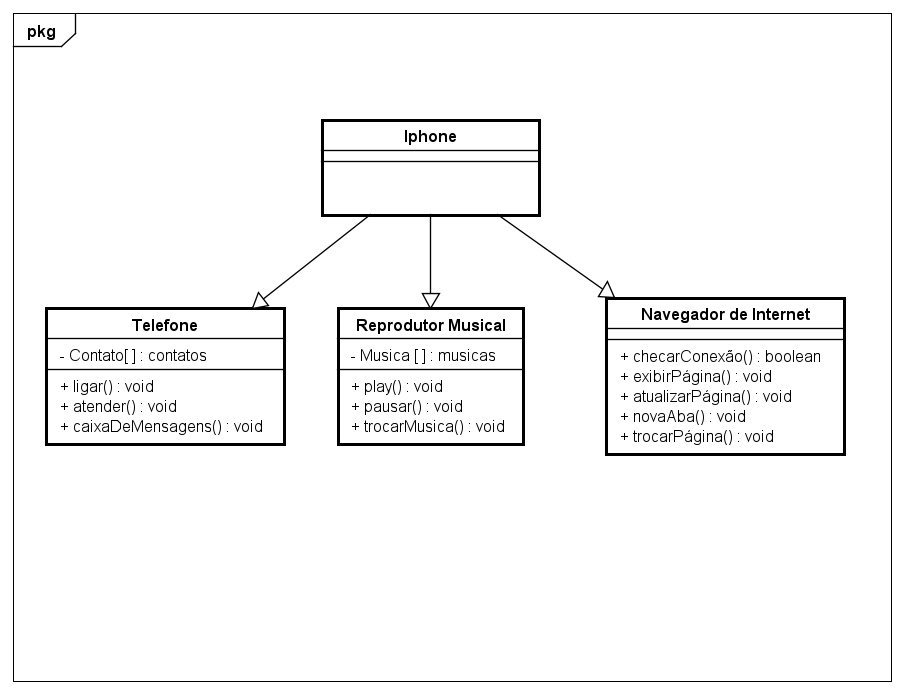 pkg
Iphone
Telefone
- Contato[ ] : contatos
+ ligar() : void
+ atender() : void
+ caixaDeMensagens() : void
Reprodutor Musical
- Musica [ ] : musicas
+ play() : void
+ pausar() : void
+ trocarMusica() : void
Navegador de Internet
+ checarConexão() : boolean
+ exibirPágina() : void
+ atualizarPágina() : void
+ novaAba() : void
+ trocarPágina() : void